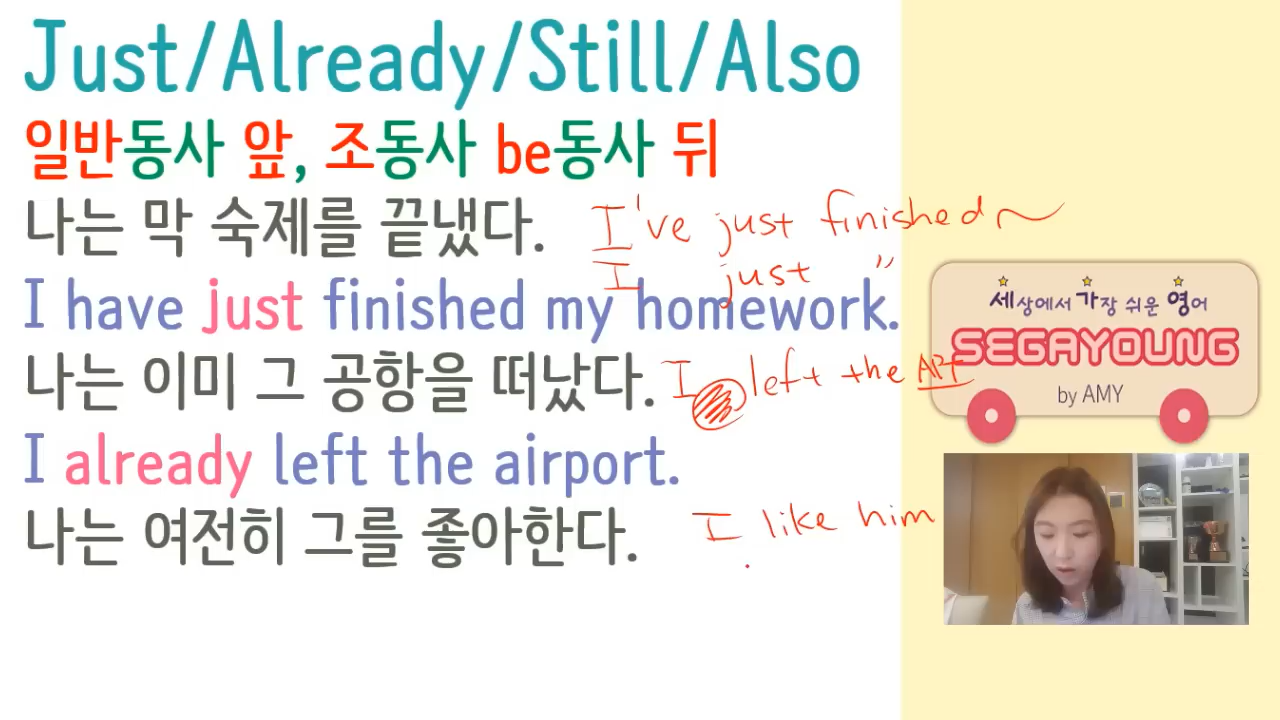 Just/Already/Still/Also
일반동사 앞, 조동사 be동사 뒤
나는 막 숙제를 끝냈다.
I've just finished~
I just 〃
I have just finished my homework.
나는 이미 그 공항을 떠났다.
I left the APT
I already left the airport.
나는 여전히 그를 좋아한다.
I like him
세상에서 가장 쉬운 영어
SEGAYOUNG
by AMY